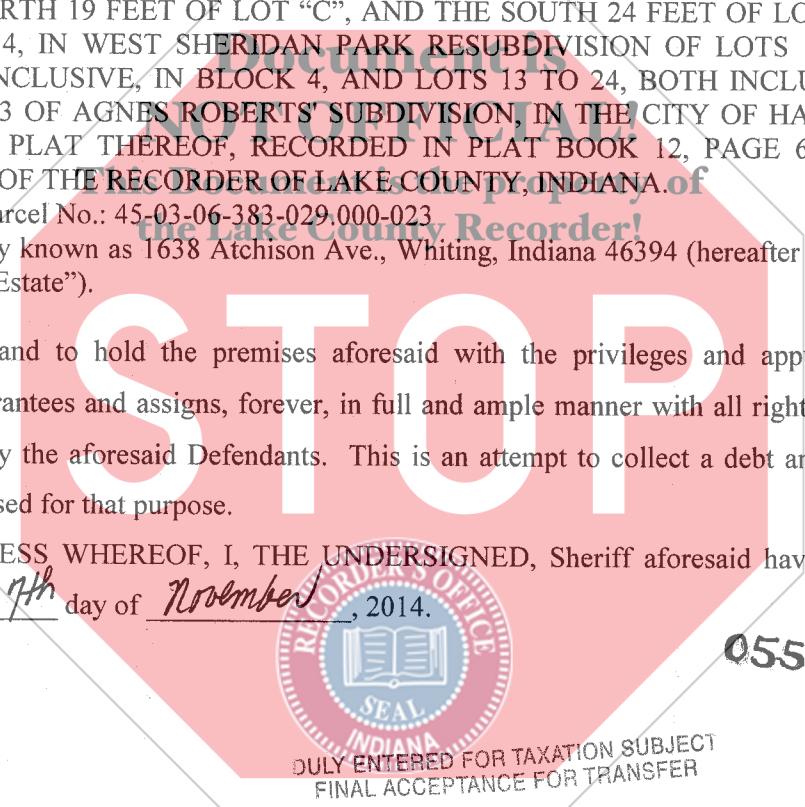 RTH 19 FEET OF LOT “C”, AND THE SOUTH 24 FEET OF LO
4, IN WEST SHERIDAN PARK RESUBDIVISION OF LOTS
NCLUSIVE, IN BLOCK 4, AND LOTS 13 TO 24, BOTH INCLU
3 OF AGNES ROBERTS' SUBDIVISION, IN THE CITY OF HA
PLAT THEREOF, RECORDED IN PLAT BOOK 12, PAGE 6
OF THE RECORDER OF LAKE COUNTY, INDIANA.
rcel No.: 45-03-06-383-029.000-023
y known as 1638 Atchison Ave., Whiting, Indiana 46394 (hereafter
Estate”).
Document is
NOT OFFICIAL!
This Document is the property of
the Lake County Recorder!
STOP
and to hold the premises aforesaid with the privileges and app
rantees and assigns, forever, in full and ample manner with all right
y the aforesaid Defendants. This is an attempt to collect a debt a
sed for that purpose.
ESS WHEREOF, I, THE UNDERSIGNED, Sheriff aforesaid hav
7th day of November, 2014.
RECORDER'S OFFICE
SEAL
INDIANA
055
DULY ENTERED FOR TAXATION SUBJECT
FINAL ACCEPTANCE FOR TRANSFER